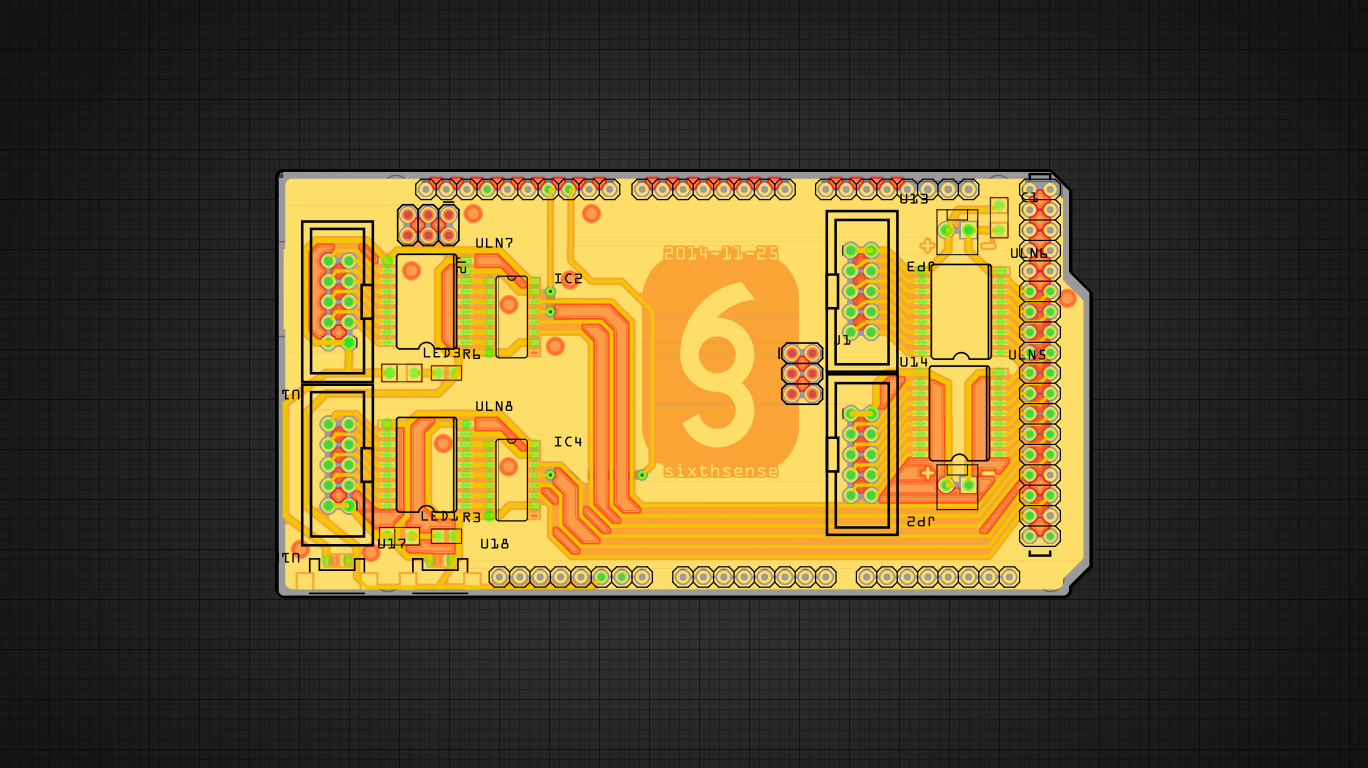 U13
C1
ULN7
2014-11-25
ULN6
JP3
IC2
U1
LED3R6
U14
ULN5
ULN8
IC4
sixthsense
+
-
LED1R3
JP2
U17
U18